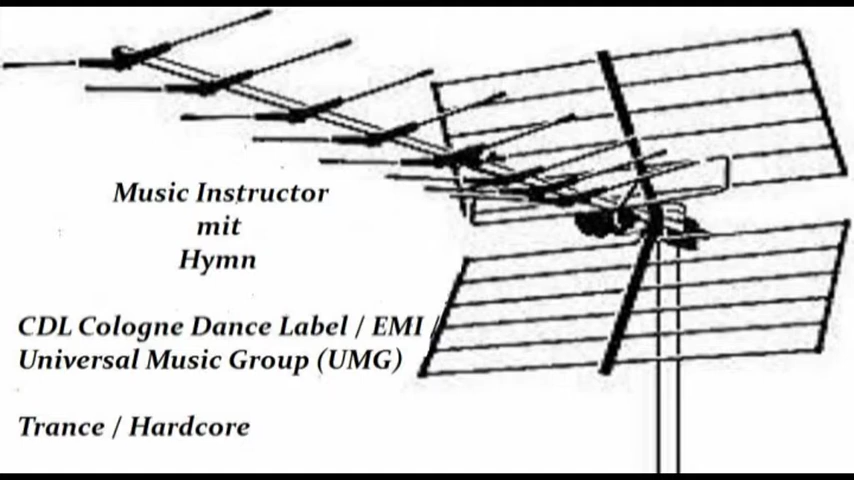 Music Instructor
mit
Hymn
CDL Cologne Dance Label / EMI /
Universal Music Group (UMG)
Trance / Hardcore